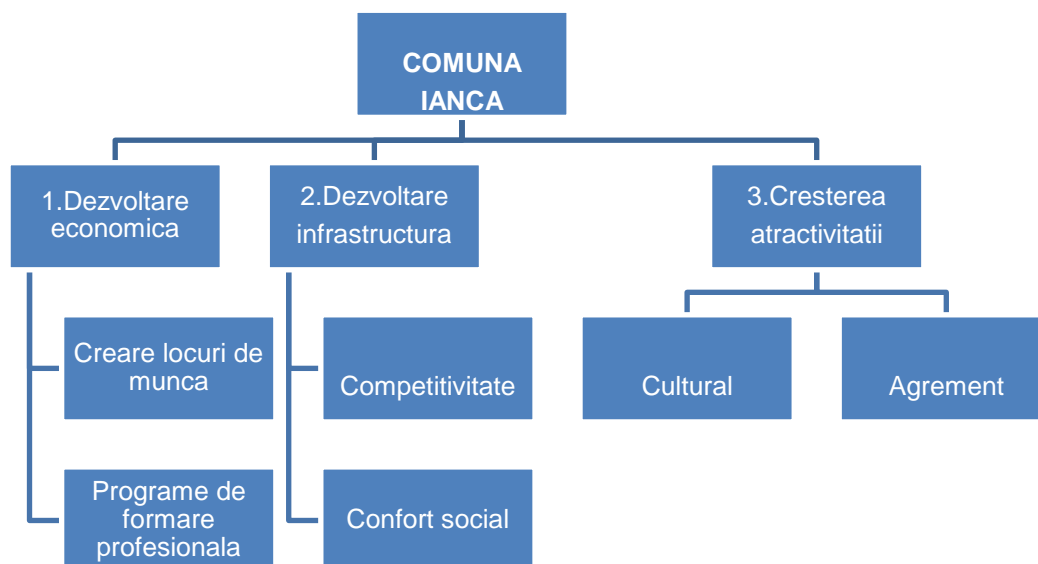 COMUNA
IANCA
1.Dezvoltare
economica
2.Dezvoltare
infrastructura
3.Cresterea
atractivitatii
Creare locuri de
munca
Competitivitate
Cultural
Agrement
Programe de
formare
profesionala
Confort social